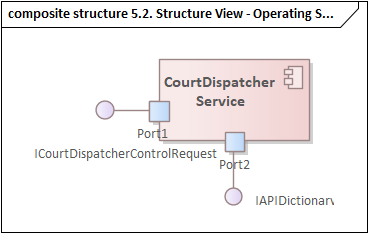 composite structure 5.2. Structure View - Operating S...
CourtDispatcher
Service
Port1
ICourtDispatcherControlRequest
Port2
IAPIDictionary